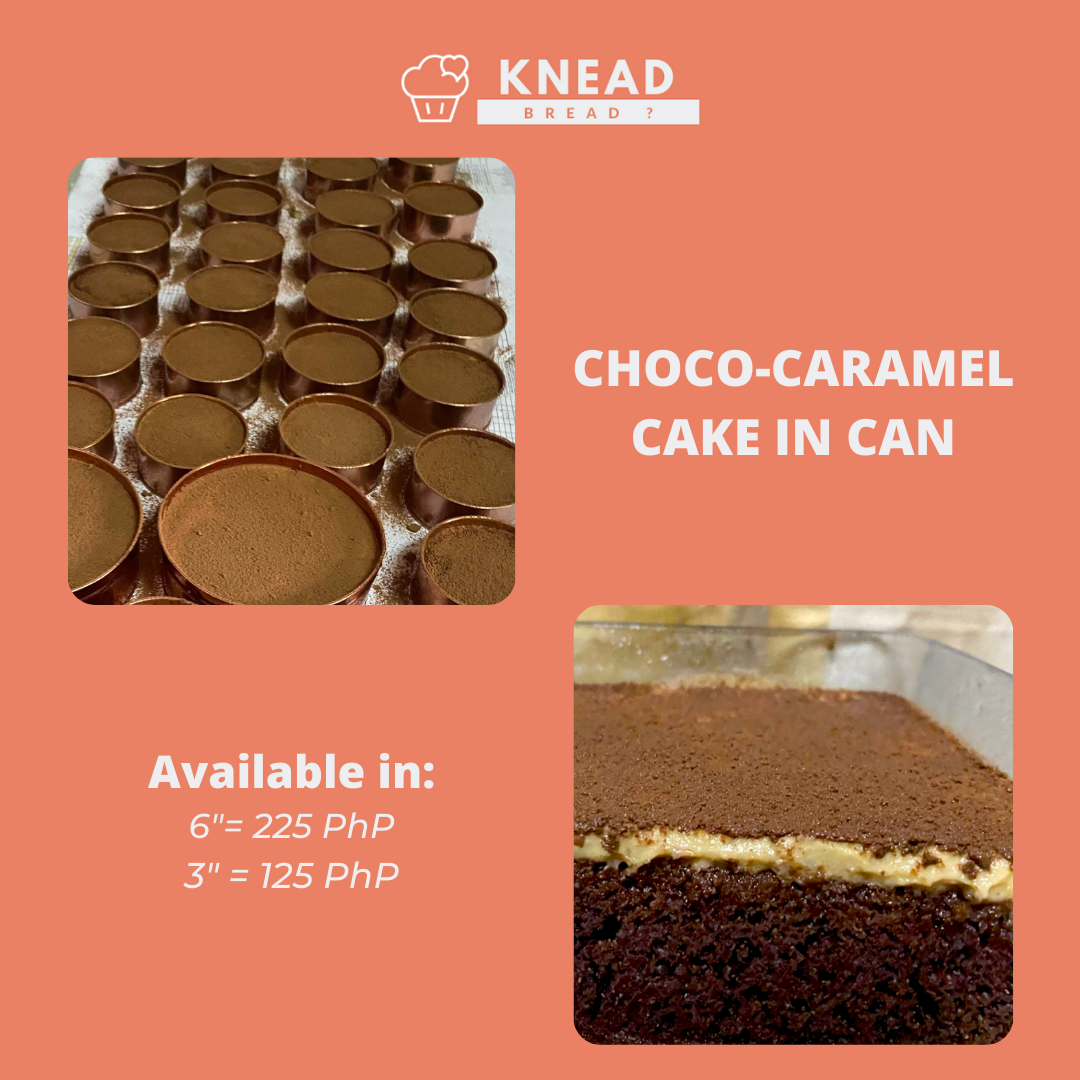 KNEAD
BREAD ?
CHOCO-CARAMEL
CAKE IN CAN
Available in:
6"= 225 PhP
3" = 125 PhP